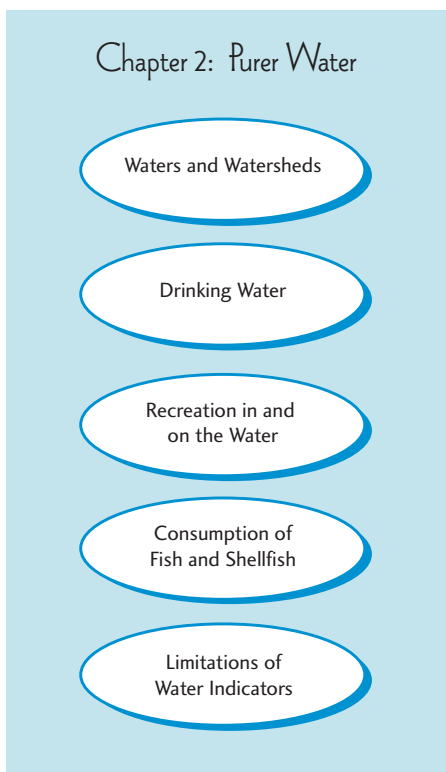 Chapter 2: Purer Water
Waters and Watersheds
Drinking Water
Recreation in and
on the Water
Consumption of
Fish and Shellfish
Limitations of
Water Indicators